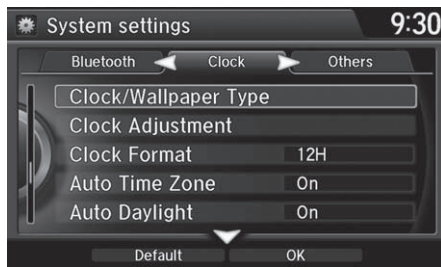 System settings 9:30
Bluetooth Clock Others
Clock/Wallpaper Type
Clock Adjustment
Clock Format 12H
Auto Time Zone On
Auto Daylight On
Default OK